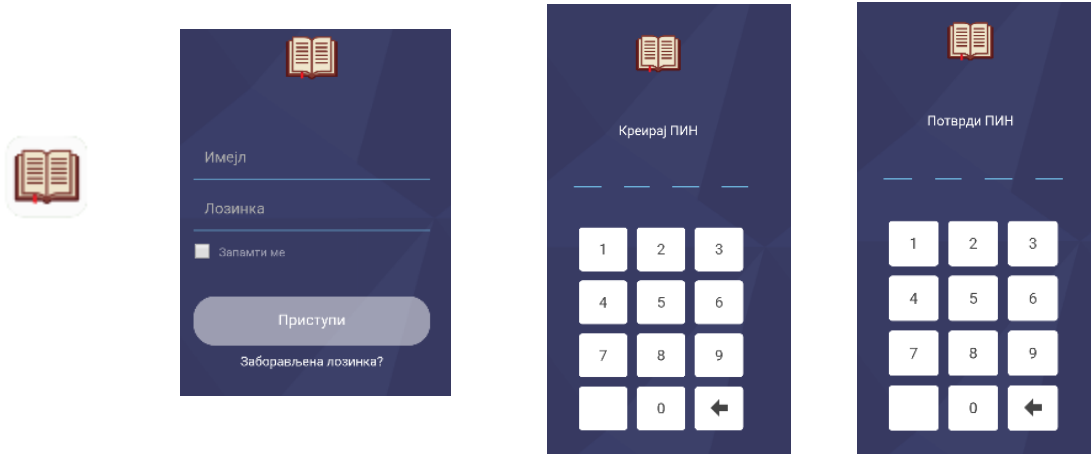 Имејл
Лозинка
Запамти ме
Приступи
Заборављена лозинка?
Креирај ПИН
1 2 3
4 5 6
7 8 9
0
Потврди ПИН
1 2 3
4 5 6
7 8 9
0